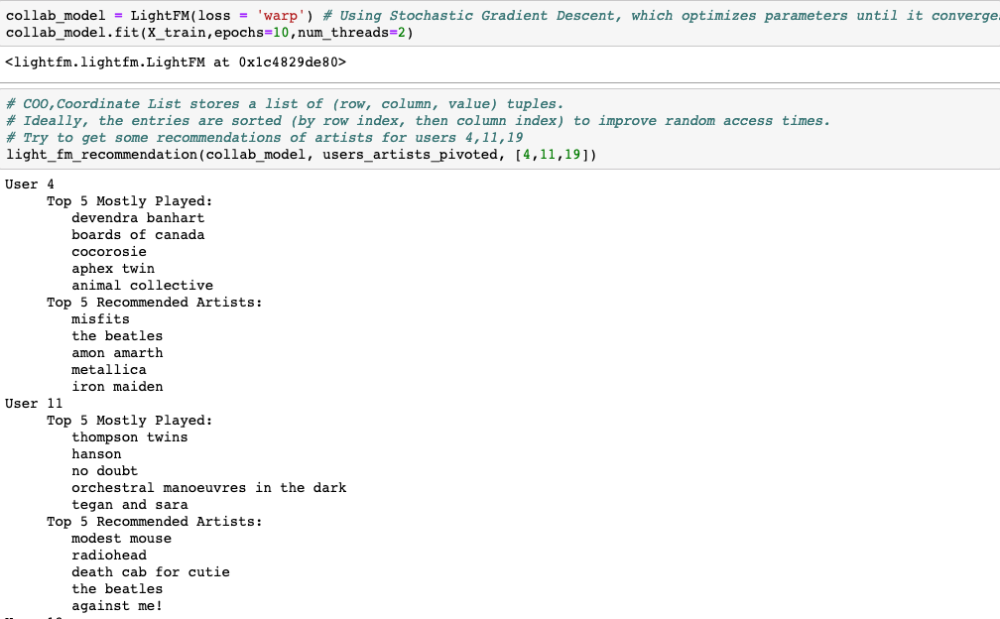 collab_model = LightFM(loss = 'warp') # Using Stochastic Gradient Descent, which optimizes parameters until it converge
collab_model.fit(X_train,epochs=10,num_threads=2)
<lightfm.lightfm.LightFM at 0x1c4829de80>
# COO,Coordinate List stores a list of (row, column, value) tuples.
# Ideally, the entries are sorted (by row index, then column index) to improve random access times.
# Try to get some recommendations of artists for users 4,11,19
light_fm_recommendation(collab_model, users_artists_pivoted, [4,11,19])
User 4
Top 5 Mostly Played:
devendra banhart
boards of canada
cocorosie
aphex twin
animal collective
Top 5 Recommended Artists:
misfits
the beatles
amon amarth
metallica
iron maiden
User 11
Top 5 Mostly Played:
thompson twins
hanson
no doubt
orchestral manoeuvres in the dark
tegan and sara
Top 5 Recommended Artists:
modest mouse
radiohead
death cab for cutie
the beatles
against me!